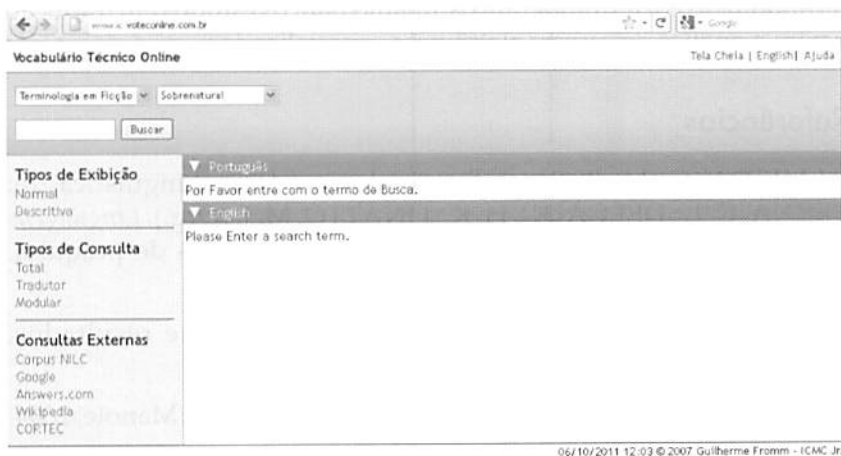 voteconline.com.br
Google
Vocabulário Técnico Online
Tela Cheia | English| Ajuda
Terminologia em Ficção Sobrenatural
Buscar
Tipos de Exibição
Normal
Descritiva
Tipos de Consulta
Total
Tradutor
Modular
Consultas Externas
Corpus NILC
Google
Answers.com
Wikipedia
CORTEC
▼ Português
Por Favor entre com o termo de Busca.
▼ English
Please Enter a search term.
06/10/2011 12:03 © 2007 Guilherme Fromm - ICMC Jr.